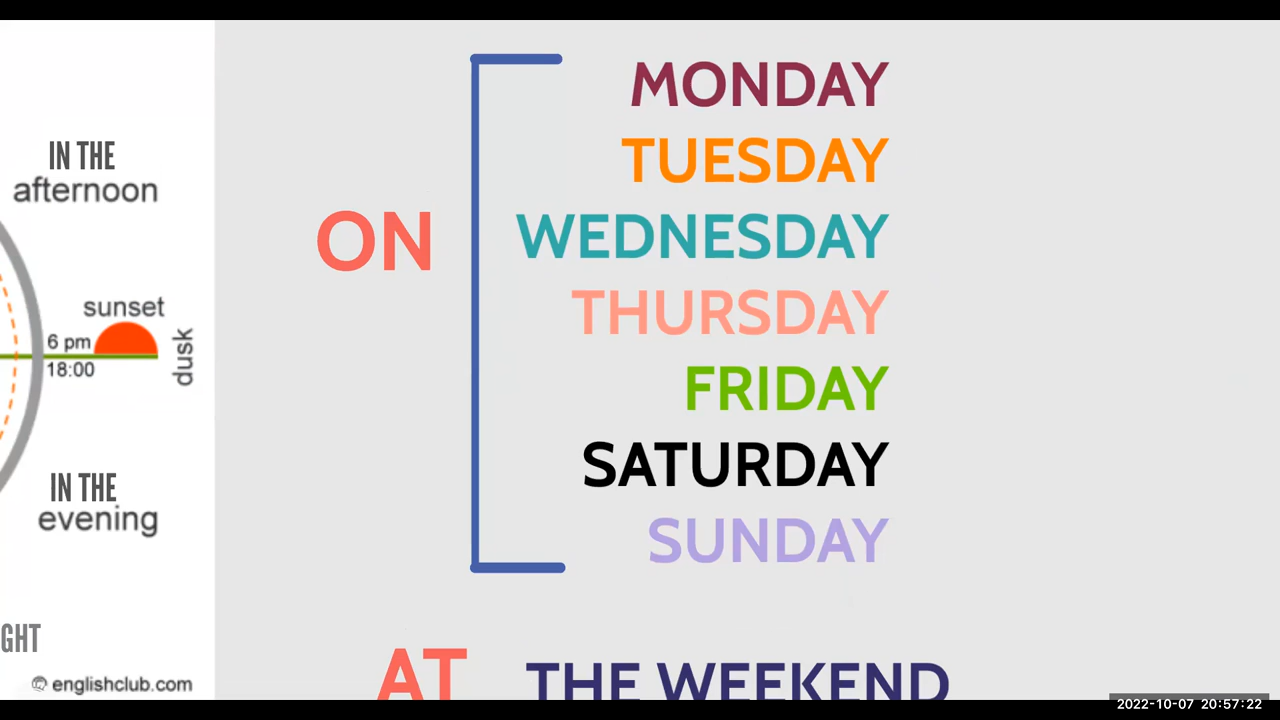 IN THE
afternoon
sunset
6 pm
18:00
dusk
IN THE
evening
GHT
englishclub.com
ON
MONDAY
TUESDAY
WEDNESDAY
THURSDAY
FRIDAY
SATURDAY
SUNDAY
AT THE WEEKEND
2022-10-07 20:57:22